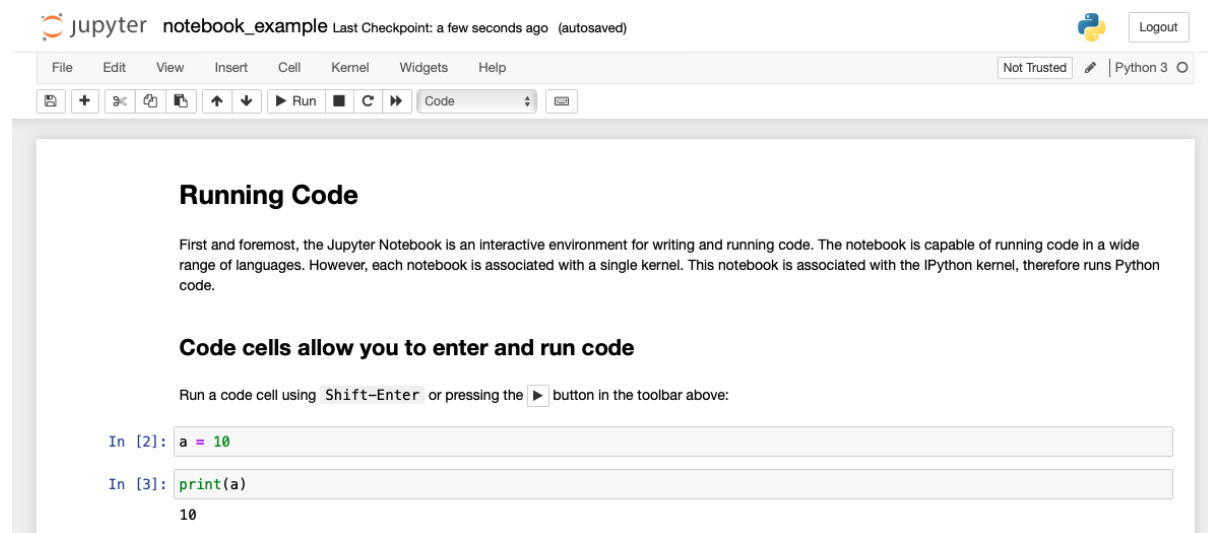 jupyter notebook_example Last Checkpoint: a few seconds ago (autosaved) Logout
File Edit View Insert Cell Kernel Widgets Help Not Trusted Python 3
Run Code
Running Code
First and foremost, the Jupyter Notebook is an interactive environment for writing and running code. The notebook is capable of running code in a wide
range of languages. However, each notebook is associated with a single kernel. This notebook is associated with the IPython kernel, therefore runs Python
code.
Code cells allow you to enter and run code
Run a code cell using Shift-Enter or pressing the button in the toolbar above:
In [2]: a = 10
In [3]: print(a)
10